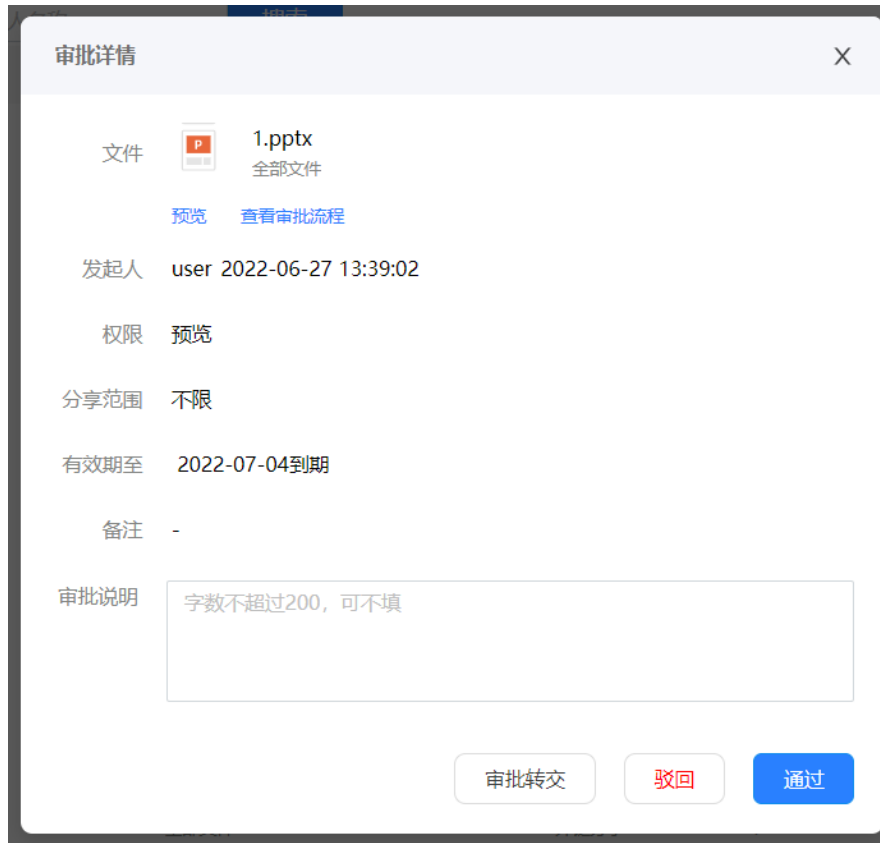 搜索
审批详情
X
文件
P
1.pptx
全部文件
预览 查看审批流程
发起人 user 2022-06-27 13:39:02
权限 预览
分享范围 不限
有效期至 2022-07-04到期
备注 -
审批说明 字数不超过200，可不填
审批转交 驳回 通过